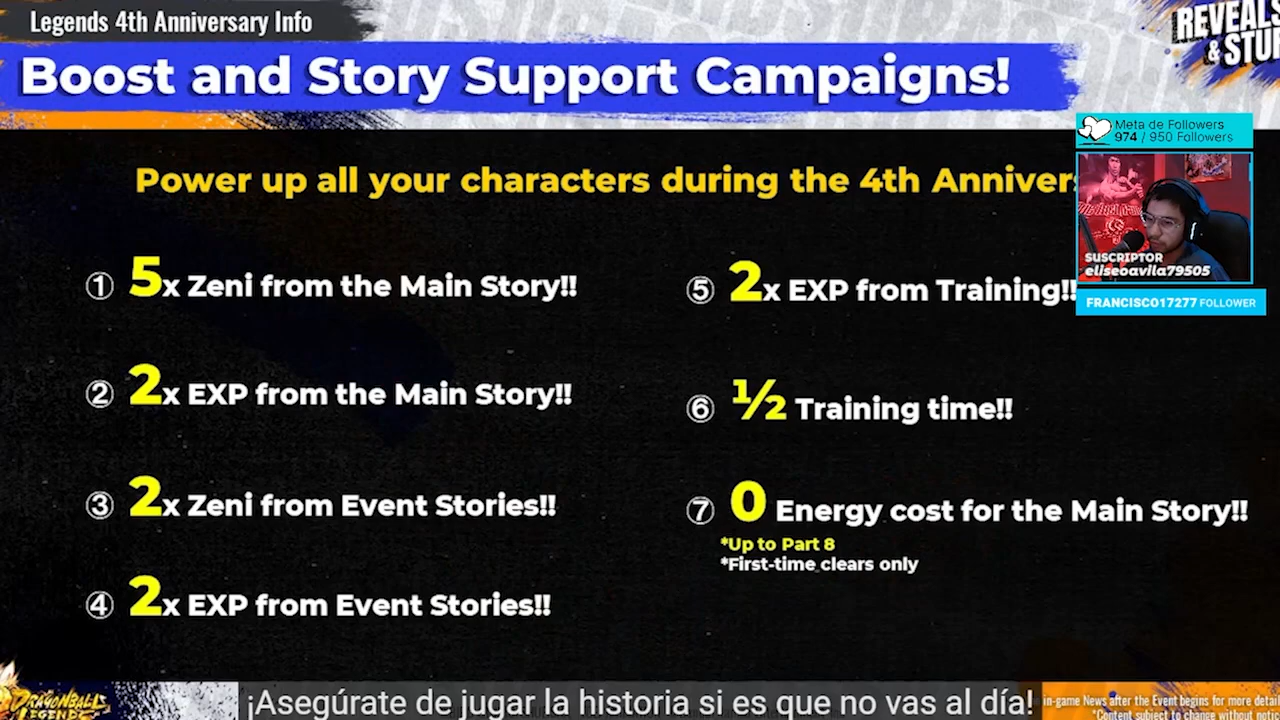 Legends 4th Anniversary Info
REVEALS
& STUF
Boost and Story Support Campaigns!
Meta de Followers
974 / 950 Followers
Power up all your characters during the 4th Annivers
SUSCRIPTOR
eliseoavila79505
FRANCISCO17277 FOLLOWER
① 5x Zeni from the Main Story!!
② 2x EXP from the Main Story!!
③ 2x Zeni from Event Stories!!
④ 2x EXP from Event Stories!!
⑤ 2x EXP from Training!!
⑥ ½ Training time!!
⑦ 0 Energy cost for the Main Story!!
*Up to Part 8
*First-time clears only
DRAGONBALL
LEGENDS
¡Asegúrate de jugar la historia si es que no vas al día!
in-game News after the Event begins for more detai
*Content subject to change without noti